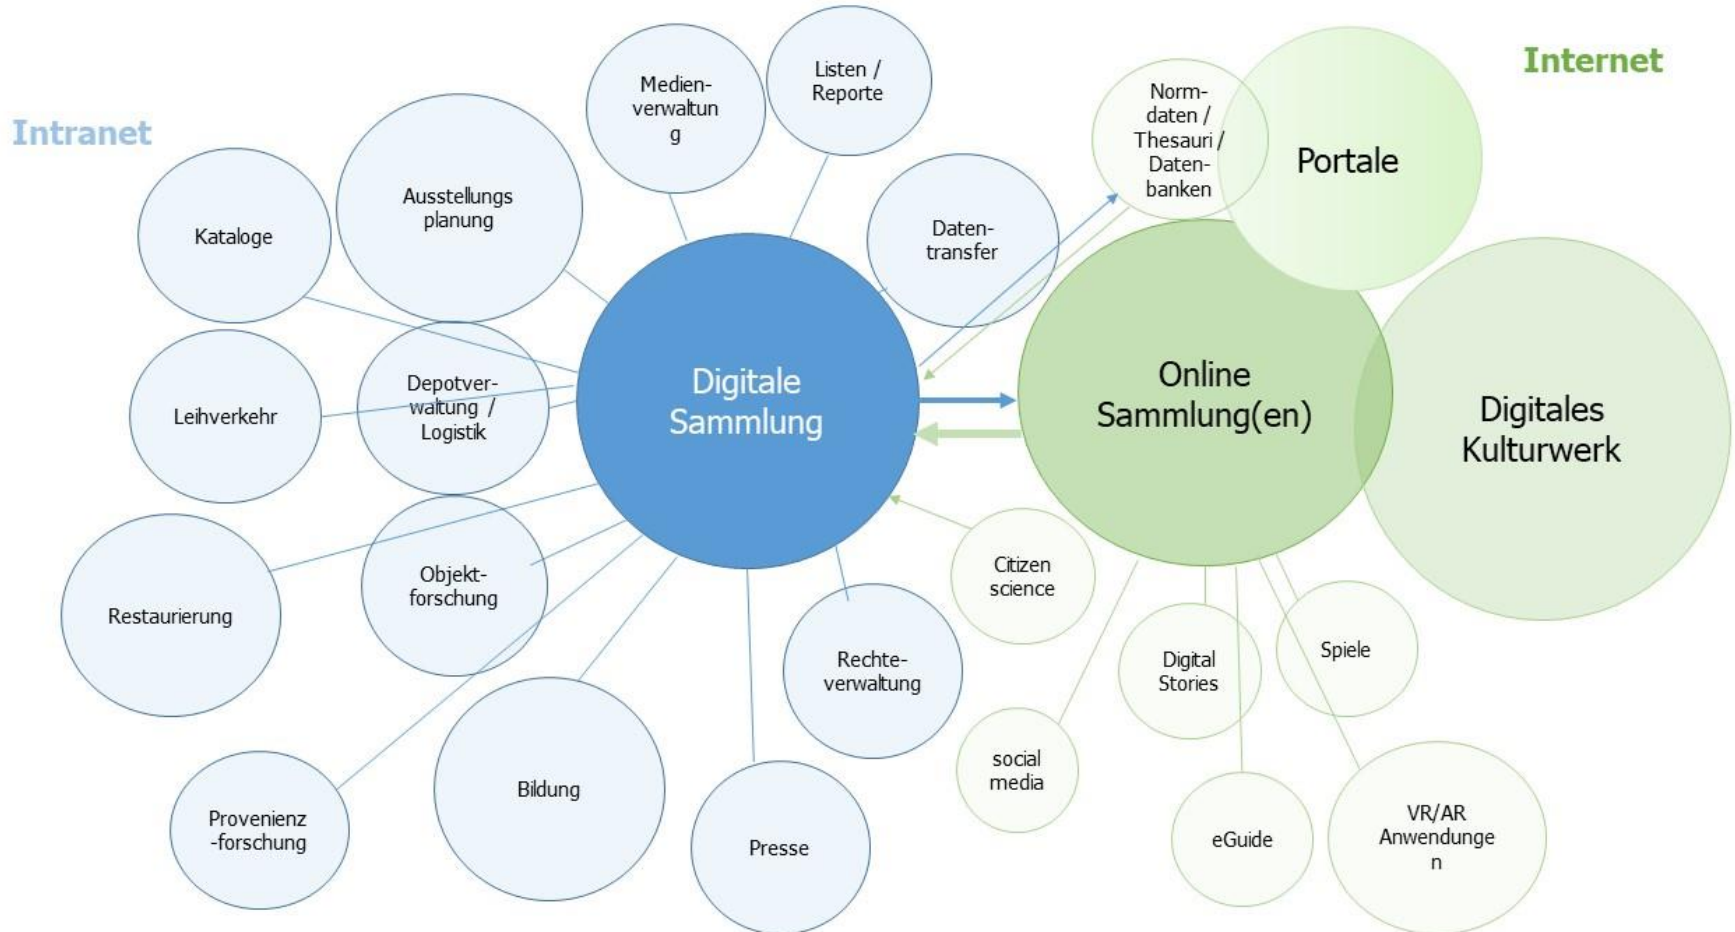 Internet
Intranet
Medien-
verwaltun
g
Listen /
Reporte
Norm-
daten /
Thesauri /
Daten-
banken
Portale
Kataloge
Ausstellungs
planung
Daten-
transfer
Leihverkehr
Depotver-
waltung /
Logistik
Digitale
Sammlung
Online
Sammlung(en)
Digitales
Kulturwerk
Restaurierung
Objekt-
forschung
Citizen
science
Rechte-
verwaltung
Digital
Stories
Spiele
Provenienz
-forschung
Bildung
Presse
social
media
eGuide
VR/AR
Anwendunge
n